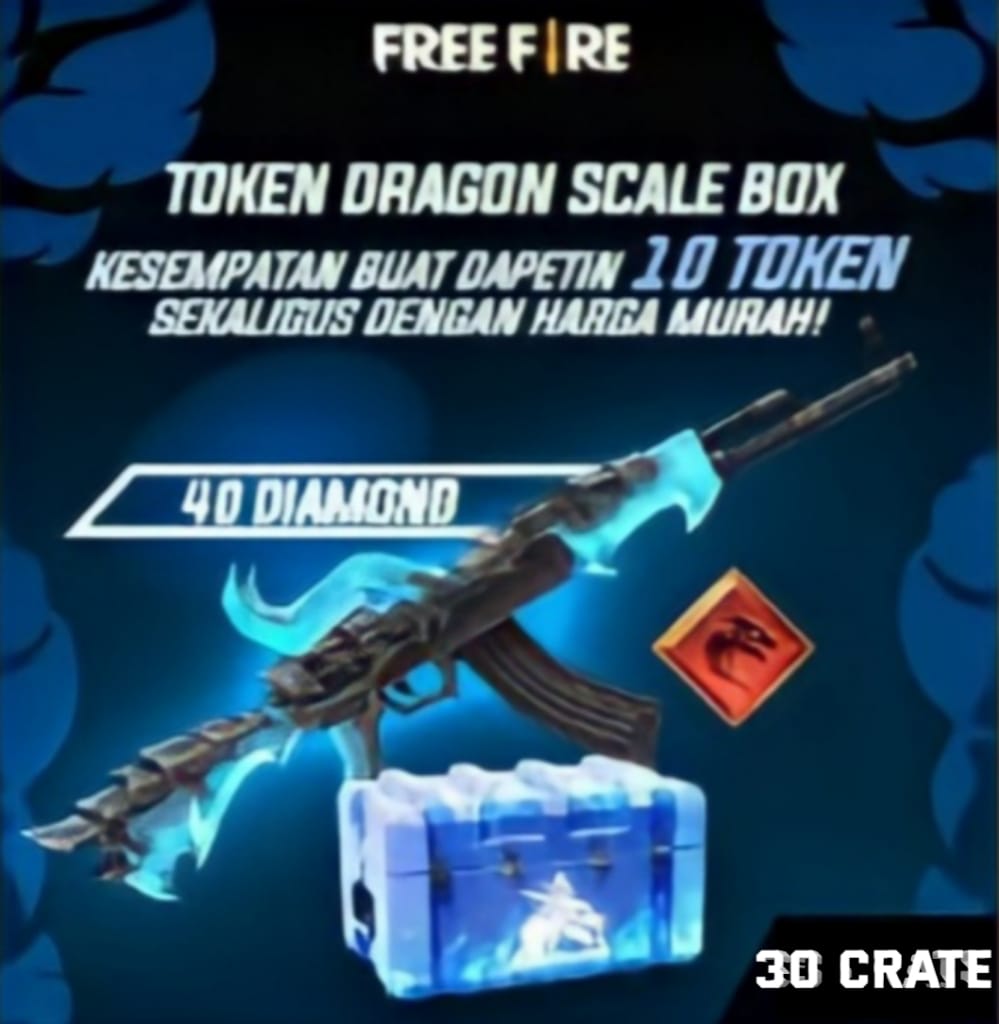 FREE FIRE
TOKEN DRAGON SCALE BOX
KESEMPATAN BUAT DAPETIN 10 TOKEN
SEKALIGUS DENGAN HARGA MURAH!
40 DIAMOND
30 CRATE